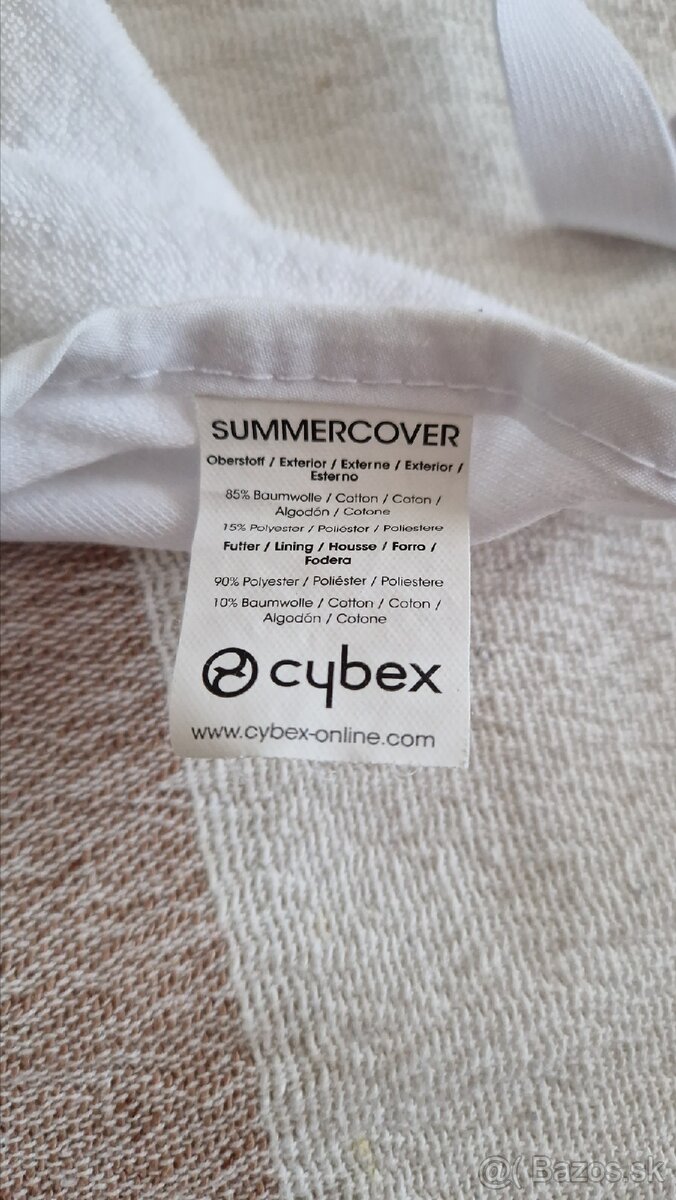 SUMMERCOVER
Oberstoff / Exterior / Externe / Exterior /
Esterno
85% Baumwolle / Cotton / Coton /
Algodón / Cotone
15% Polyester / Poliéster / Poliestere
Futter / Lining / Housse / Forro /
Fodera
90% Polyester / Poliéster / Poliestere
10% Baumwolle / Cotton / Coton /
Algodón / Cotone
cybex
www.cybex-online.com
@( Bazos.sk